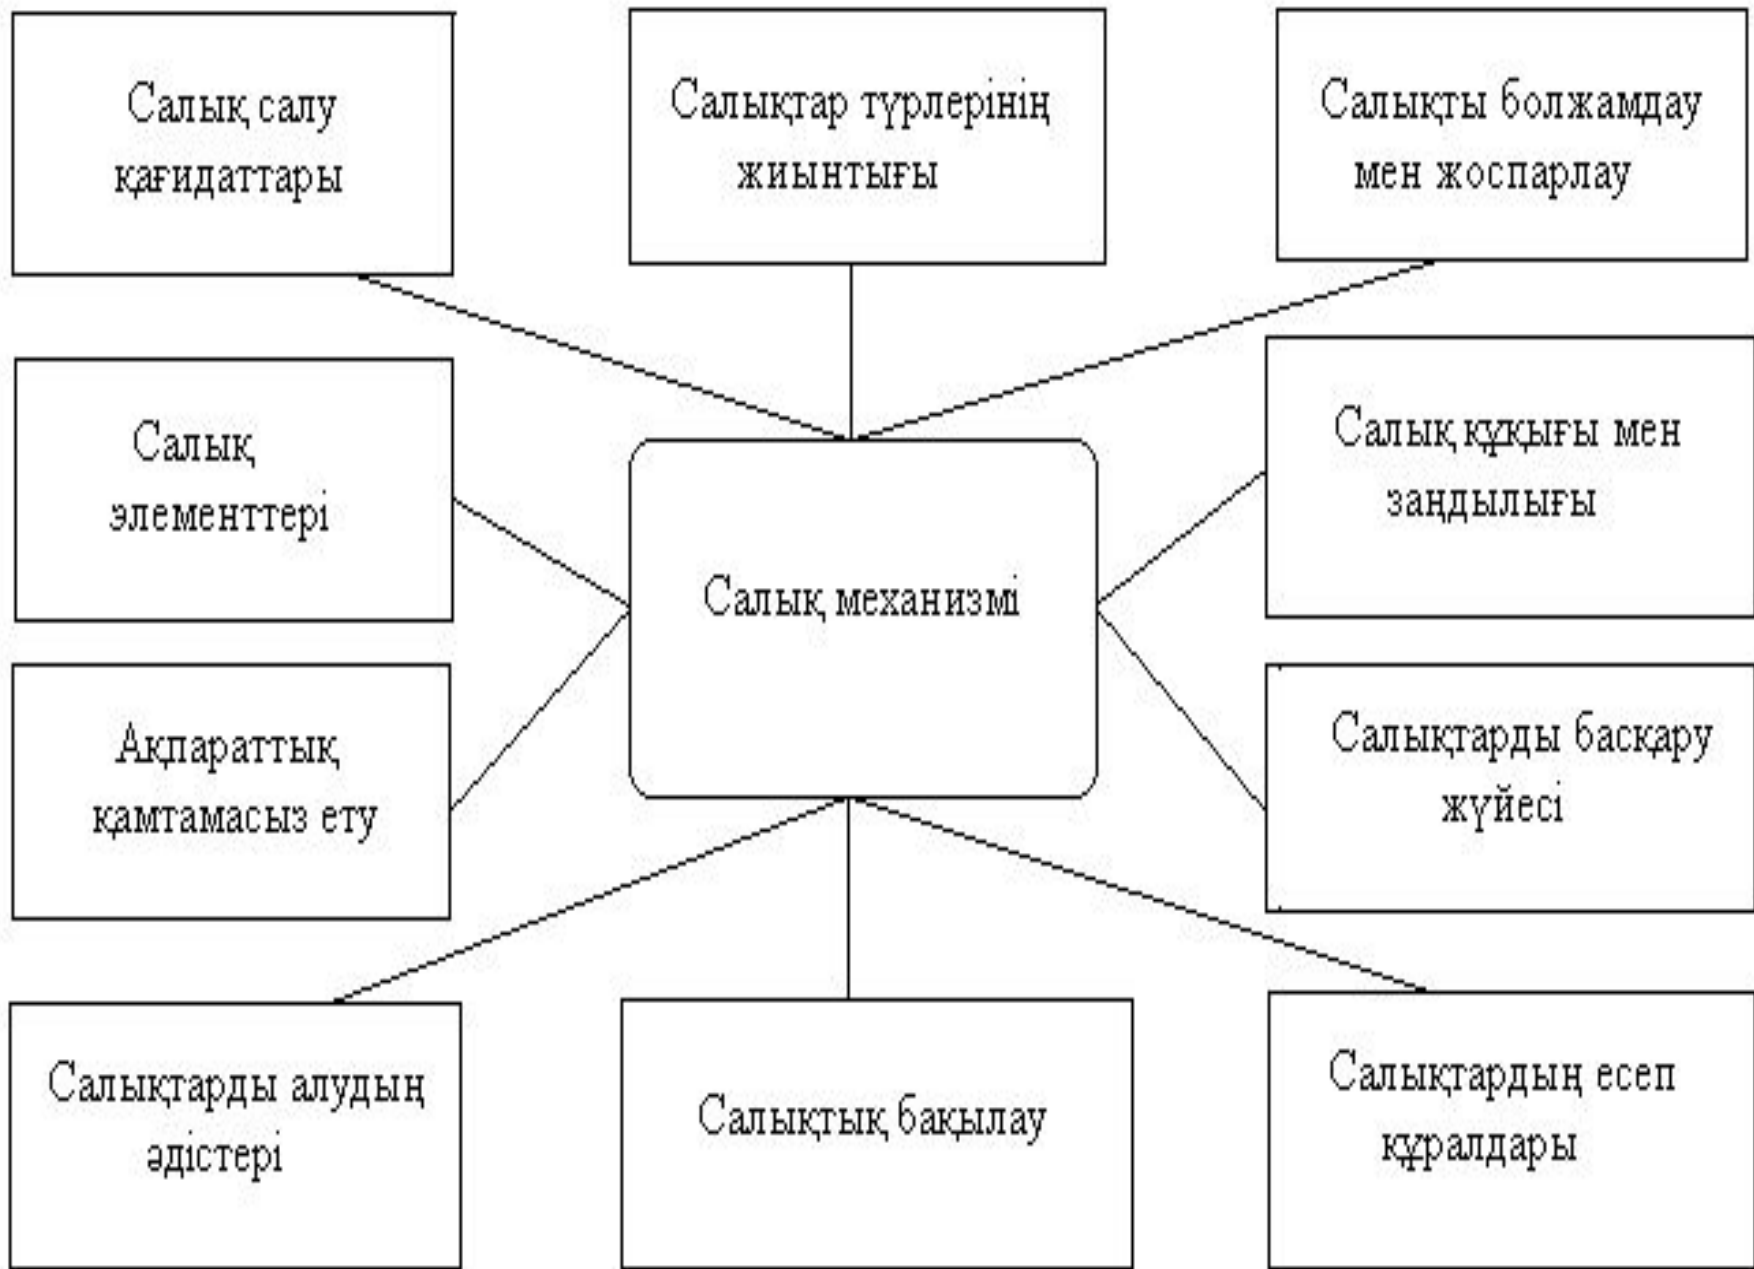 Салық салу
қағидаттары
Салықтар түрлерінің
жиынтығы
Салықты болжамдау
мен жоспарлау
Салық
элементтері
Салық механизмі
Салық құқығы мен
заңдылығы
Ақпараттық
қамтамасыз ету
Салықтарды басқару
жүйесі
Салықтарды алудың
әдістері
Салықтық бақылау
Салықтардың есеп
құралдары